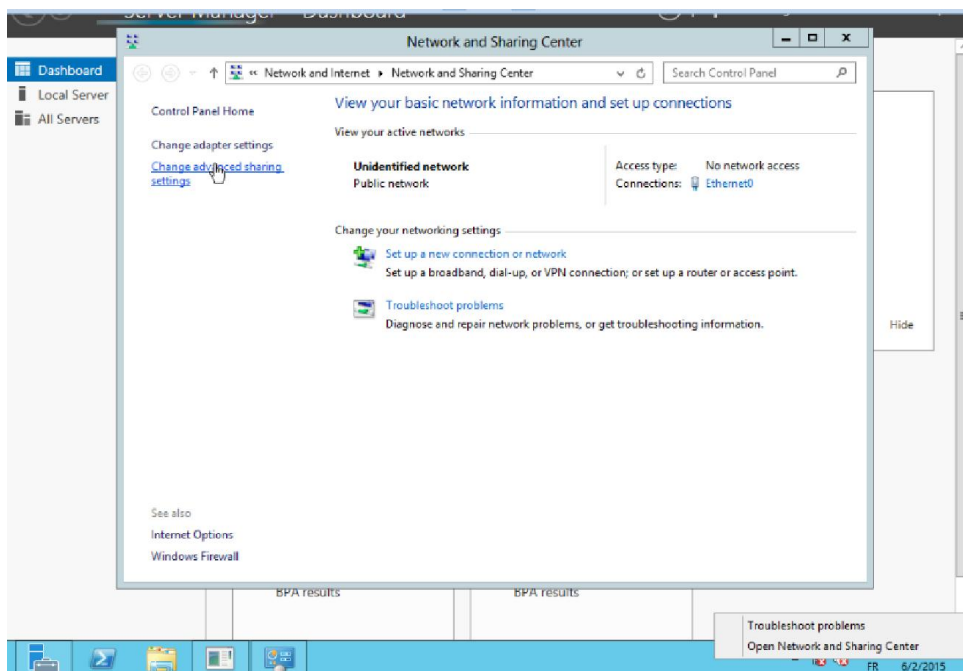 Server Manager Dashboard
Network and Sharing Center
Dashboard
Local Server
All Servers
« Network and Internet ▸ Network and Sharing Center
Search Control Panel
Control Panel Home
Change adapter settings
Change advanced sharing
settings
View your basic network information and set up connections
View your active networks
Unidentified network
Public network
Access type: No network access
Connections: Ethernet0
Change your networking settings
Set up a new connection or network
Set up a broadband, dial-up, or VPN connection; or set up a router or access point.
Troubleshoot problems
Diagnose and repair network problems, or get troubleshooting information.
Hide
See also
Internet Options
Windows Firewall
BPA results
BPA results
Troubleshoot problems
Open Network and Sharing Center
FR 6/2/2015